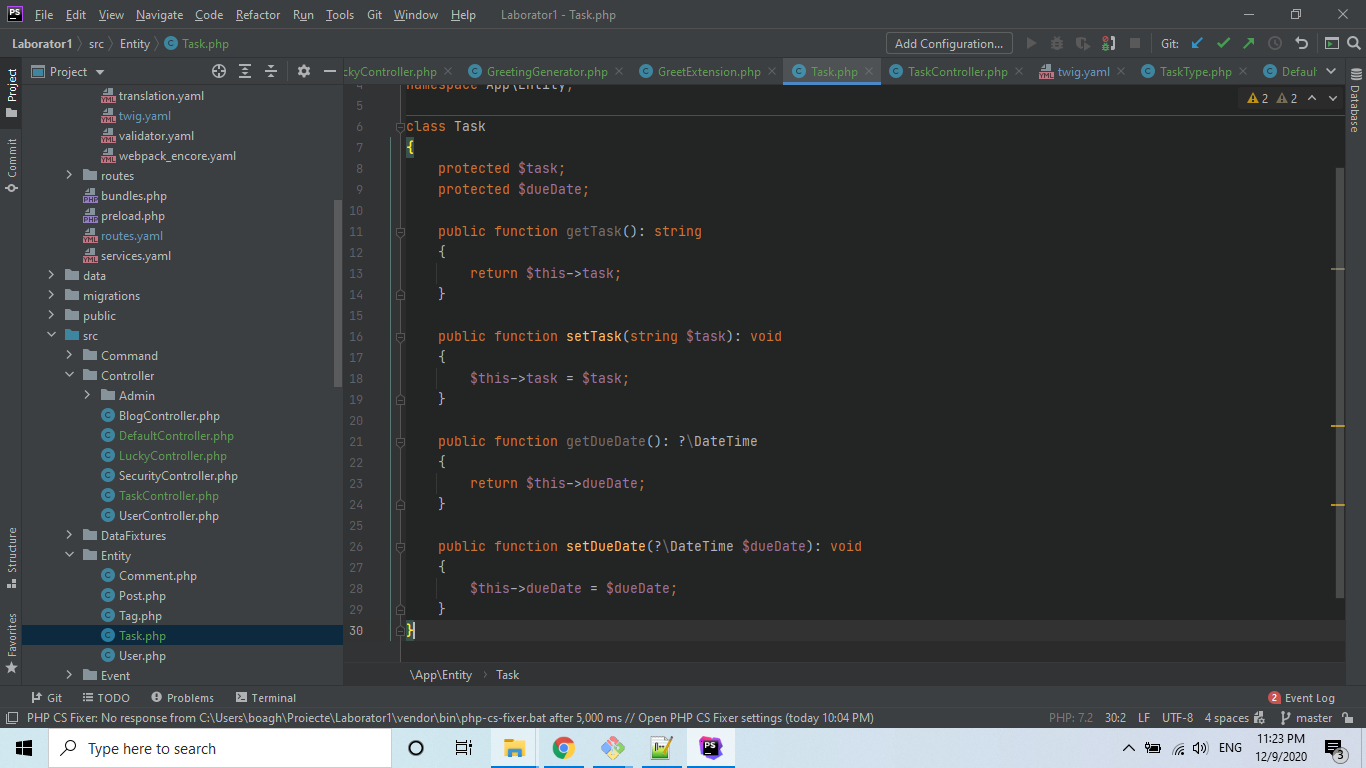 PS File Edit View Navigate Code Refactor Run Tools Git Window Help Laborator1 - Task.php
Laborator1 src Entity Task.php Add Configuration... Git:
Project kyController.php GreetingGenerator.php GreetExtension.php Task.php TaskController.php twig.yaml TaskType.php Defaul
Project
Commit
Structure
Favorites
Database
translation.yaml
twig.yaml
validator.yaml
webpack_encore.yaml
routes
bundles.php
preload.php
routes.yaml
services.yaml
data
migrations
public
src
Command
Controller
Admin
BlogController.php
DefaultController.php
LuckyController.php
SecurityController.php
TaskController.php
UserController.php
DataFixtures
Entity
Comment.php
Post.php
Tag.php
Task.php
User.php
Event
2 2
4 namespace App\Entity;
5
6 class Task
7 {
8 protected $task;
9 protected $dueDate;
10
11 public function getTask(): string
12 {
13 return $this->task;
14 }
15
16 public function setTask(string $task): void
17 {
18 $this->task = $task;
19 }
20
21 public function getDueDate(): ?\DateTime
22 {
23 return $this->dueDate;
24 }
25
26 public function setDueDate(?\DateTime $dueDate): void
27 {
28 $this->dueDate = $dueDate;
29 }
30 }
\App\Entity Task
Git TODO Problems Terminal 2 Event Log
PHP CS Fixer: No response from C:\Users\boagh\Proiecte\Laborator1\vendor\bin\php-cs-fixer.bat after 5,000 ms // Open PHP CS Fixer settings (today 10:04 PM) PHP: 7.2 30:2 LF UTF-8 4 spaces master
Type here to search PS ENG 11:23 PM
12/9/2020 3